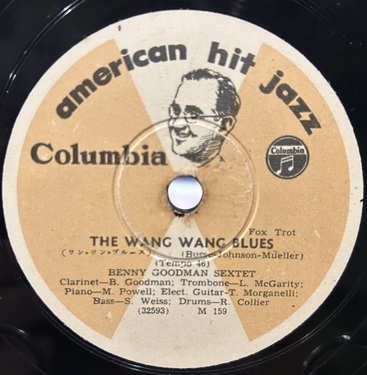 american hit jazz
Columbia
Columbia
Fox Trot
THE WANG WANG BLUES
(ワン・ワン・ブルース) (Busse-Johnson-Mueller)
(Tempo 46)
BENNY GOODMAN SEXTET
Clarinet—B. Goodman; Trombone—L. McGarity;
Piano—M. Powell; Elect. Guitar-T. Morganelli;
Bass—S. Weiss; Drums—R. Collier
(32593) M 159